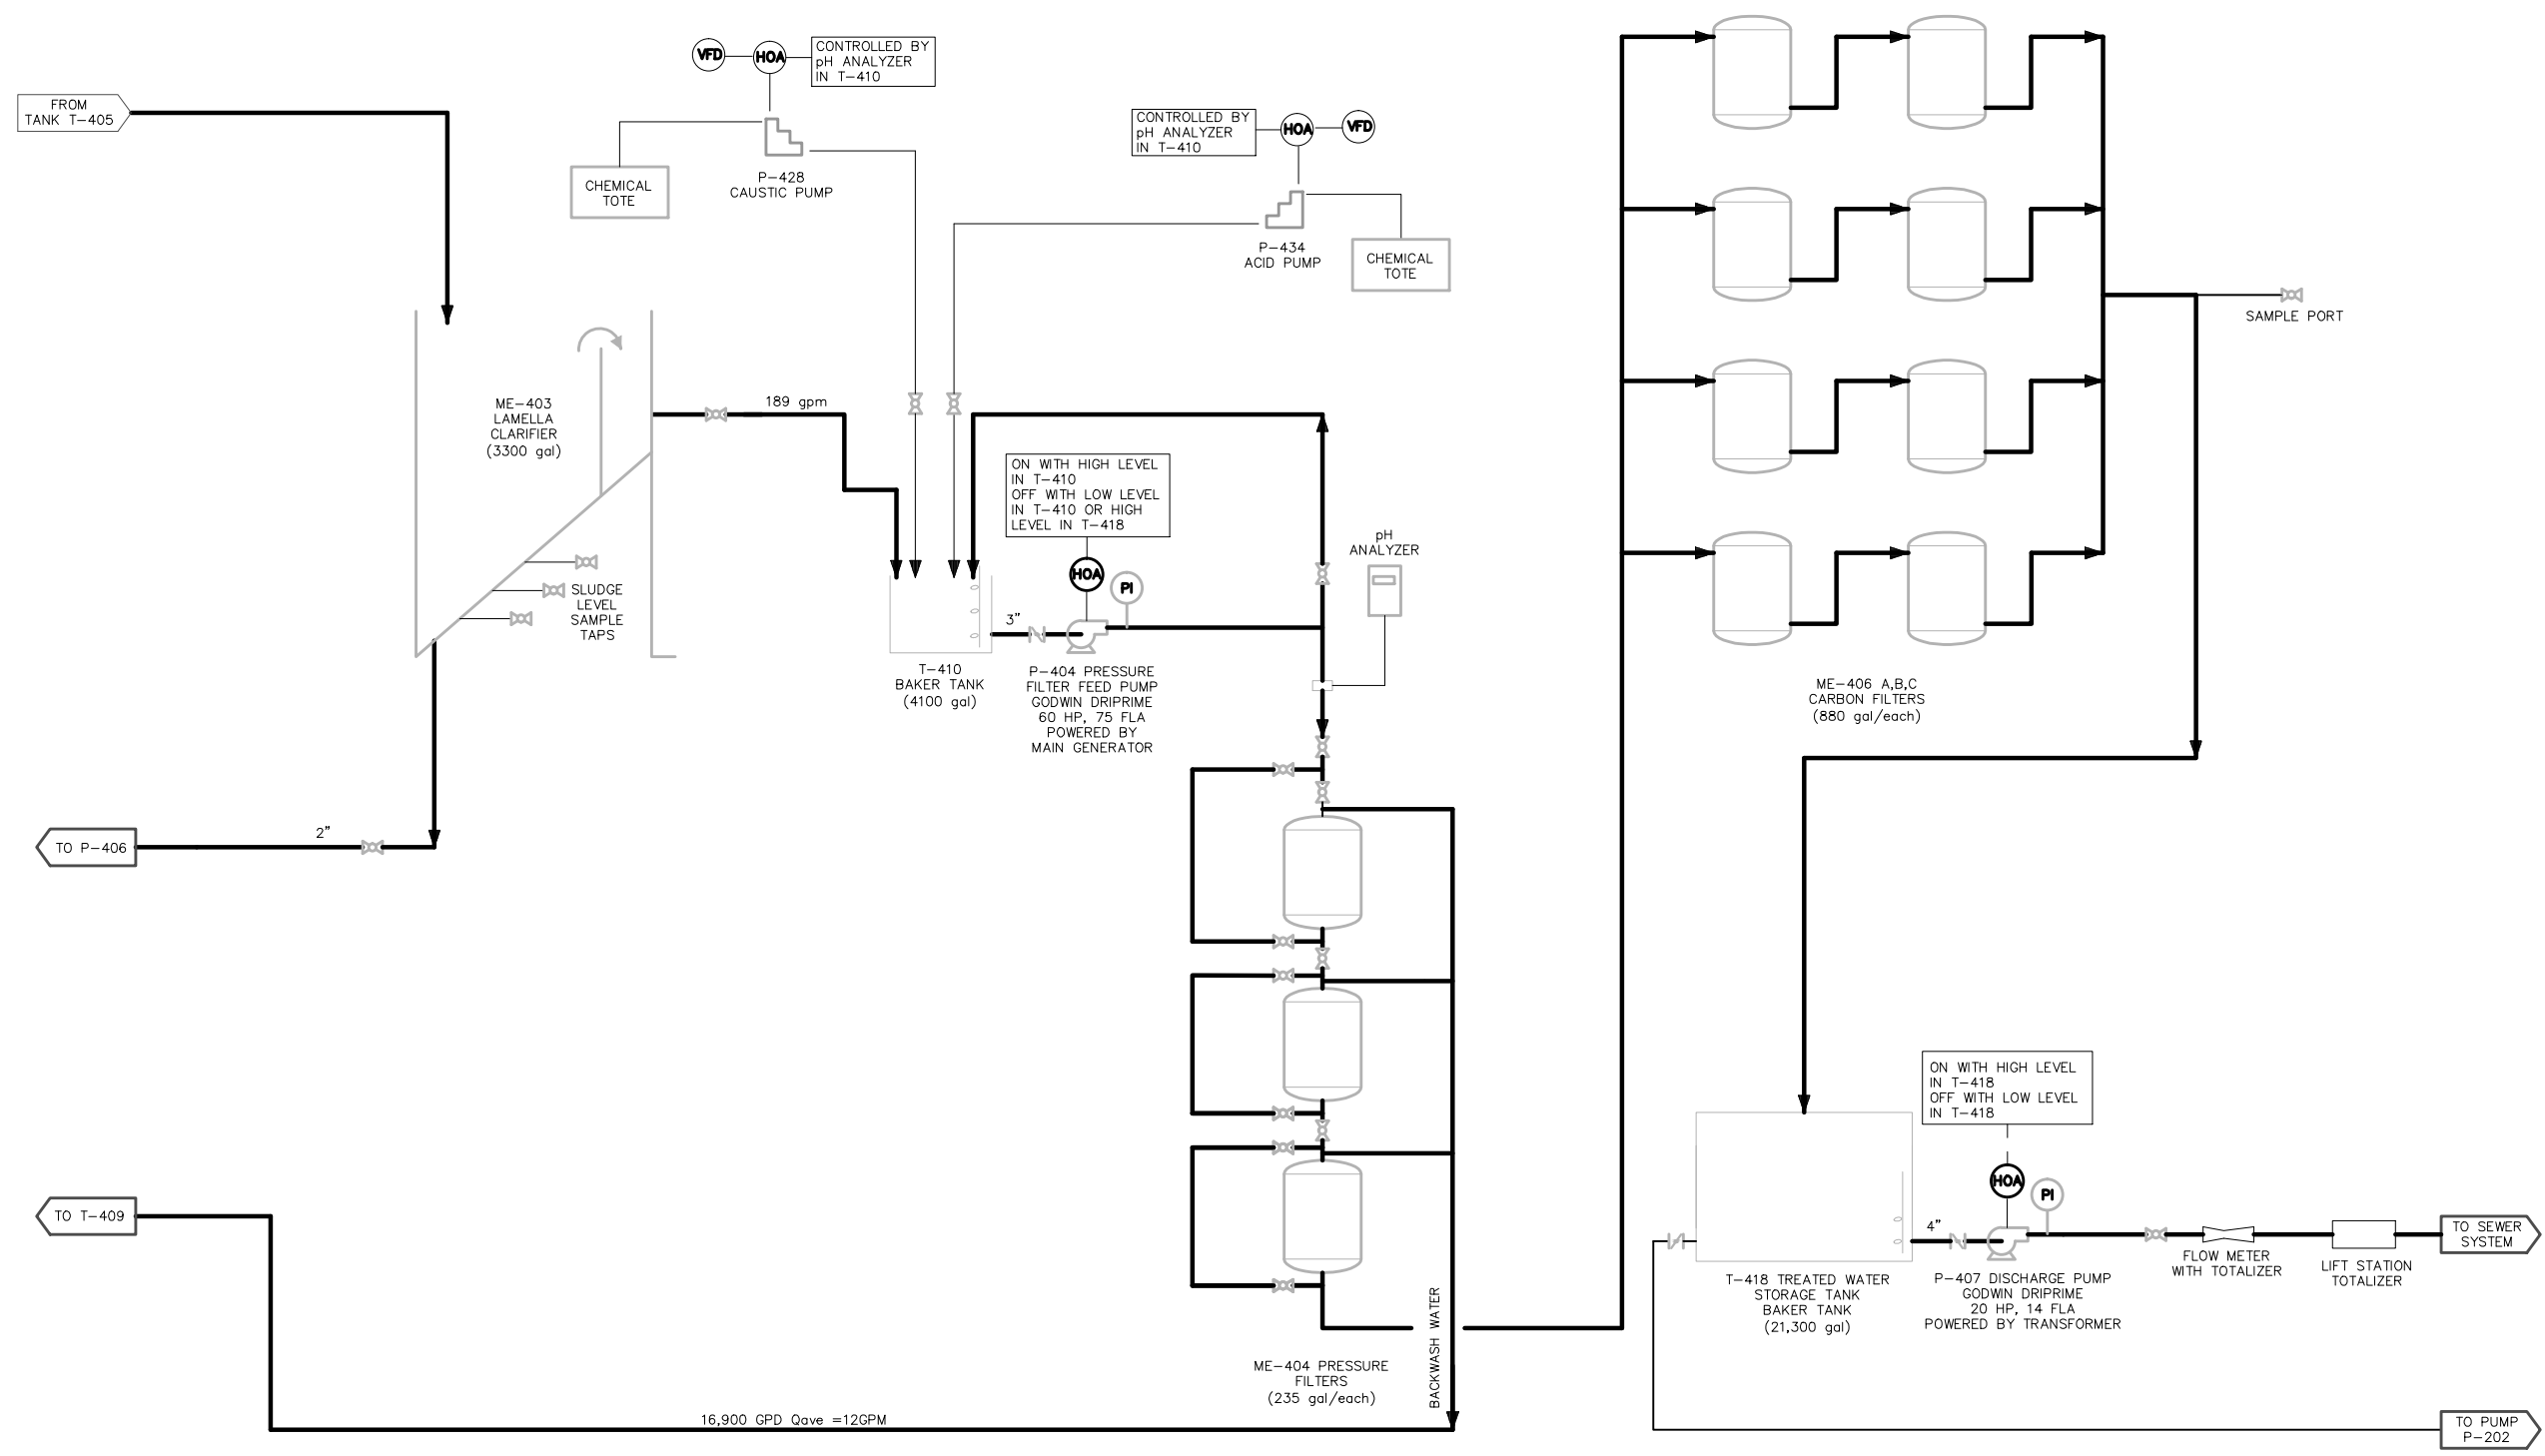 VFD
HOA
CONTROLLED BY
pH ANALYZER
IN T-410
FROM
TANK T-405
CHEMICAL
TOTE
P-428
CAUSTIC PUMP
CONTROLLED BY
pH ANALYZER
IN T-410
HOA
VFD
P-434
ACID PUMP
CHEMICAL
TOTE
SAMPLE PORT
ME-403
LAMELLA
CLARIFIER
(3300 gal)
189 gpm
ON WITH HIGH LEVEL
IN T-410
OFF WITH LOW LEVEL
IN T-410 OR HIGH
LEVEL IN T-418
HOA
PI
pH
ANALYZER
SLUDGE
LEVEL
SAMPLE
TAPS
3"
T-410
BAKER TANK
(4100 gal)
P-404 PRESSURE
FILTER FEED PUMP
GODWIN DRIPRIME
60 HP, 75 FLA
POWERED BY
MAIN GENERATOR
ME-406 A,B,C
CARBON FILTERS
(880 gal/each)
TO P-406
2"
ON WITH HIGH LEVEL
IN T-418
OFF WITH LOW LEVEL
IN T-418
HOA
PI
TO T-409
4"
TO SEWER
SYSTEM
FLOW METER
WITH TOTALIZER
LIFT STATION
TOTALIZER
T-418 TREATED WATER
STORAGE TANK
BAKER TANK
(21,300 gal)
P-407 DISCHARGE PUMP
GODWIN DRIPRIME
20 HP, 14 FLA
POWERED BY TRANSFORMER
ME-404 PRESSURE
FILTERS
(235 gal/each)
BACKWASH WATER
16,900 GPD Qave =12GPM
TO PUMP
P-202